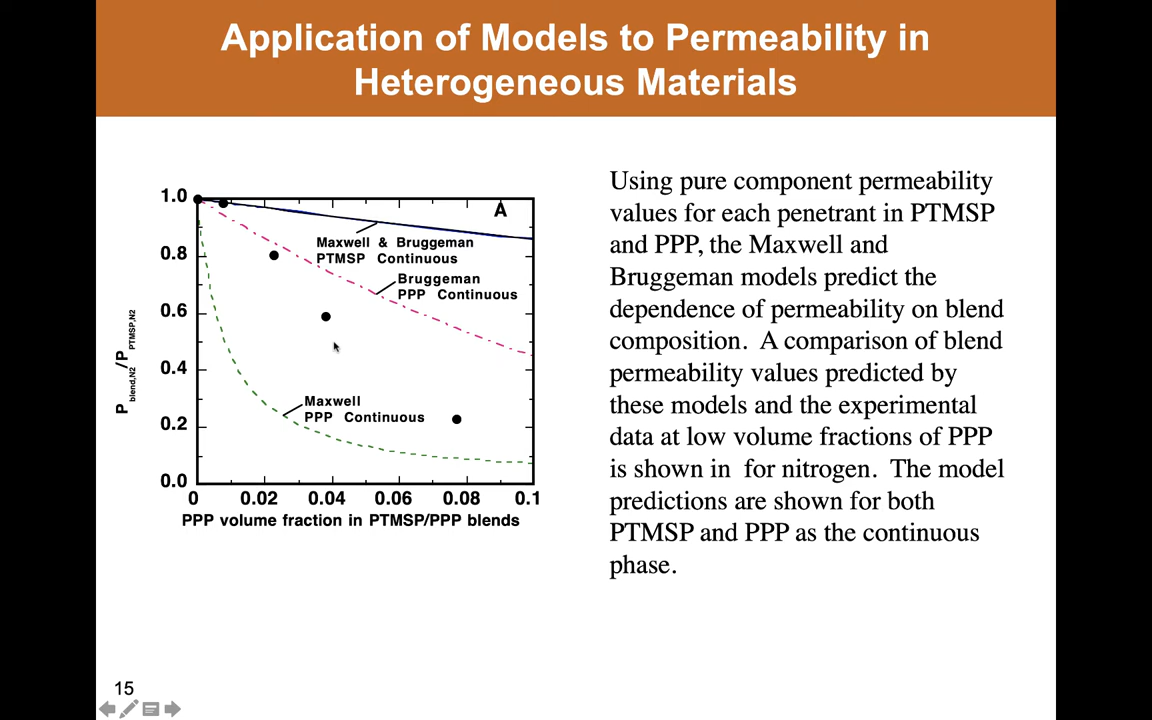 Application of Models to Permeability in
Heterogeneous Materials
1.0
0.8
0.6
0.4
0.2
0.0
P blend,N2 /P PTMSP,N2
A
Maxwell & Bruggeman
PTMSP Continuous
Bruggeman
PPP Continuous
Maxwell
PPP Continuous
0 0.02 0.04 0.06 0.08 0.1
PPP volume fraction in PTMSP/PPP blends
Using pure component permeability
values for each penetrant in PTMSP
and PPP, the Maxwell and
Bruggeman models predict the
dependence of permeability on blend
composition. A comparison of blend
permeability values predicted by
these models and the experimental
data at low volume fractions of PPP
is shown in for nitrogen. The model
predictions are shown for both
PTMSP and PPP as the continuous
phase.
15